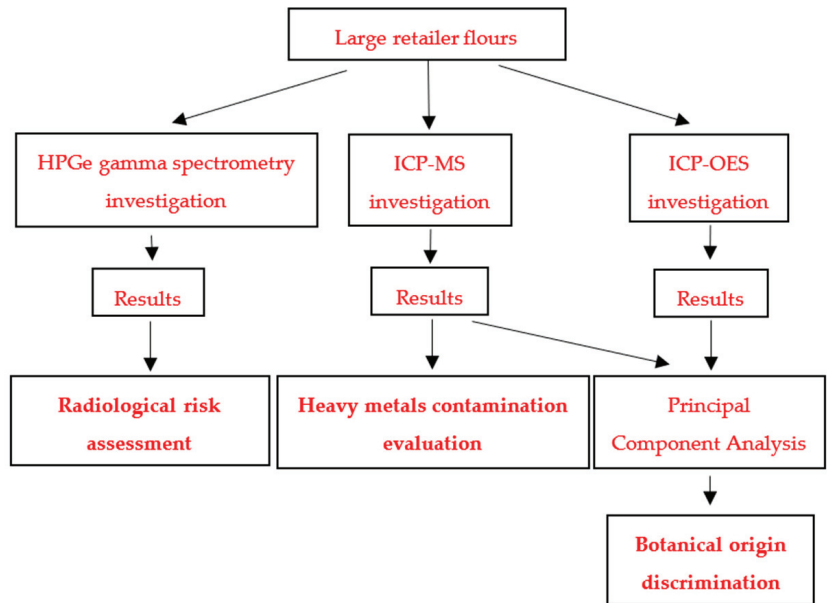 Large retailer flours
HPGe gamma spectrometry
investigation
ICP-MS
investigation
ICP-OES
investigation
Results
Results
Results
Radiological risk
assessment
Heavy metals contamination
evaluation
Principal
Component Analysis
Botanical origin
discrimination